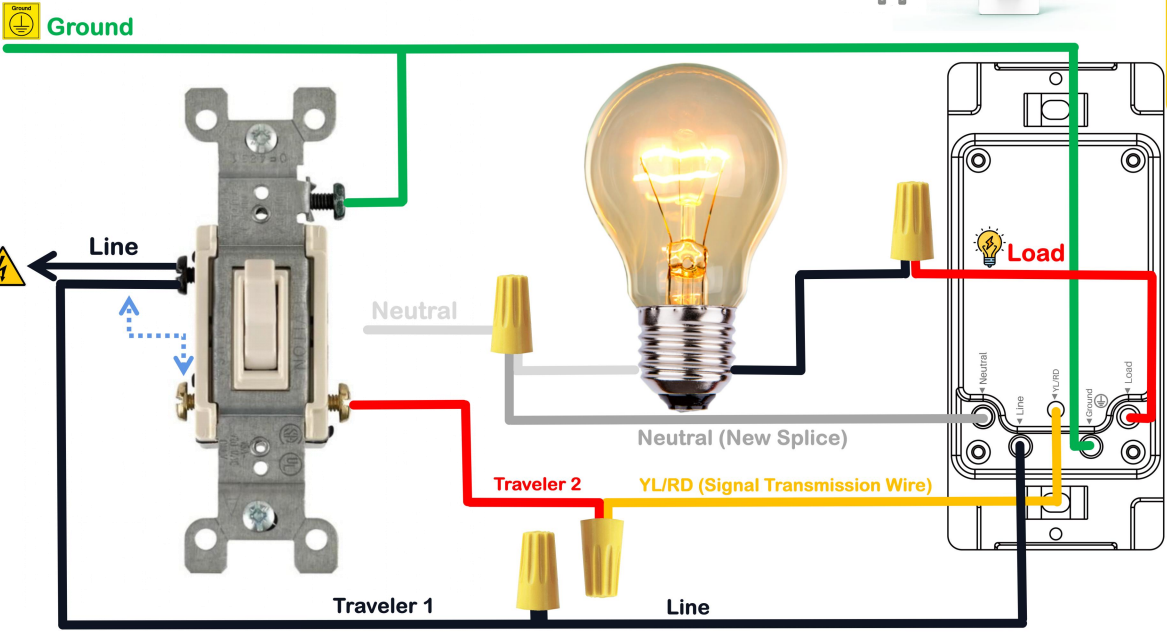 Ground
Ground
Line
Neutral
Load
Neutral
Line
YL/RD
Ground
Load
Neutral (New Splice)
Traveler 2
YL/RD (Signal Transmission Wire)
Traveler 1
Line